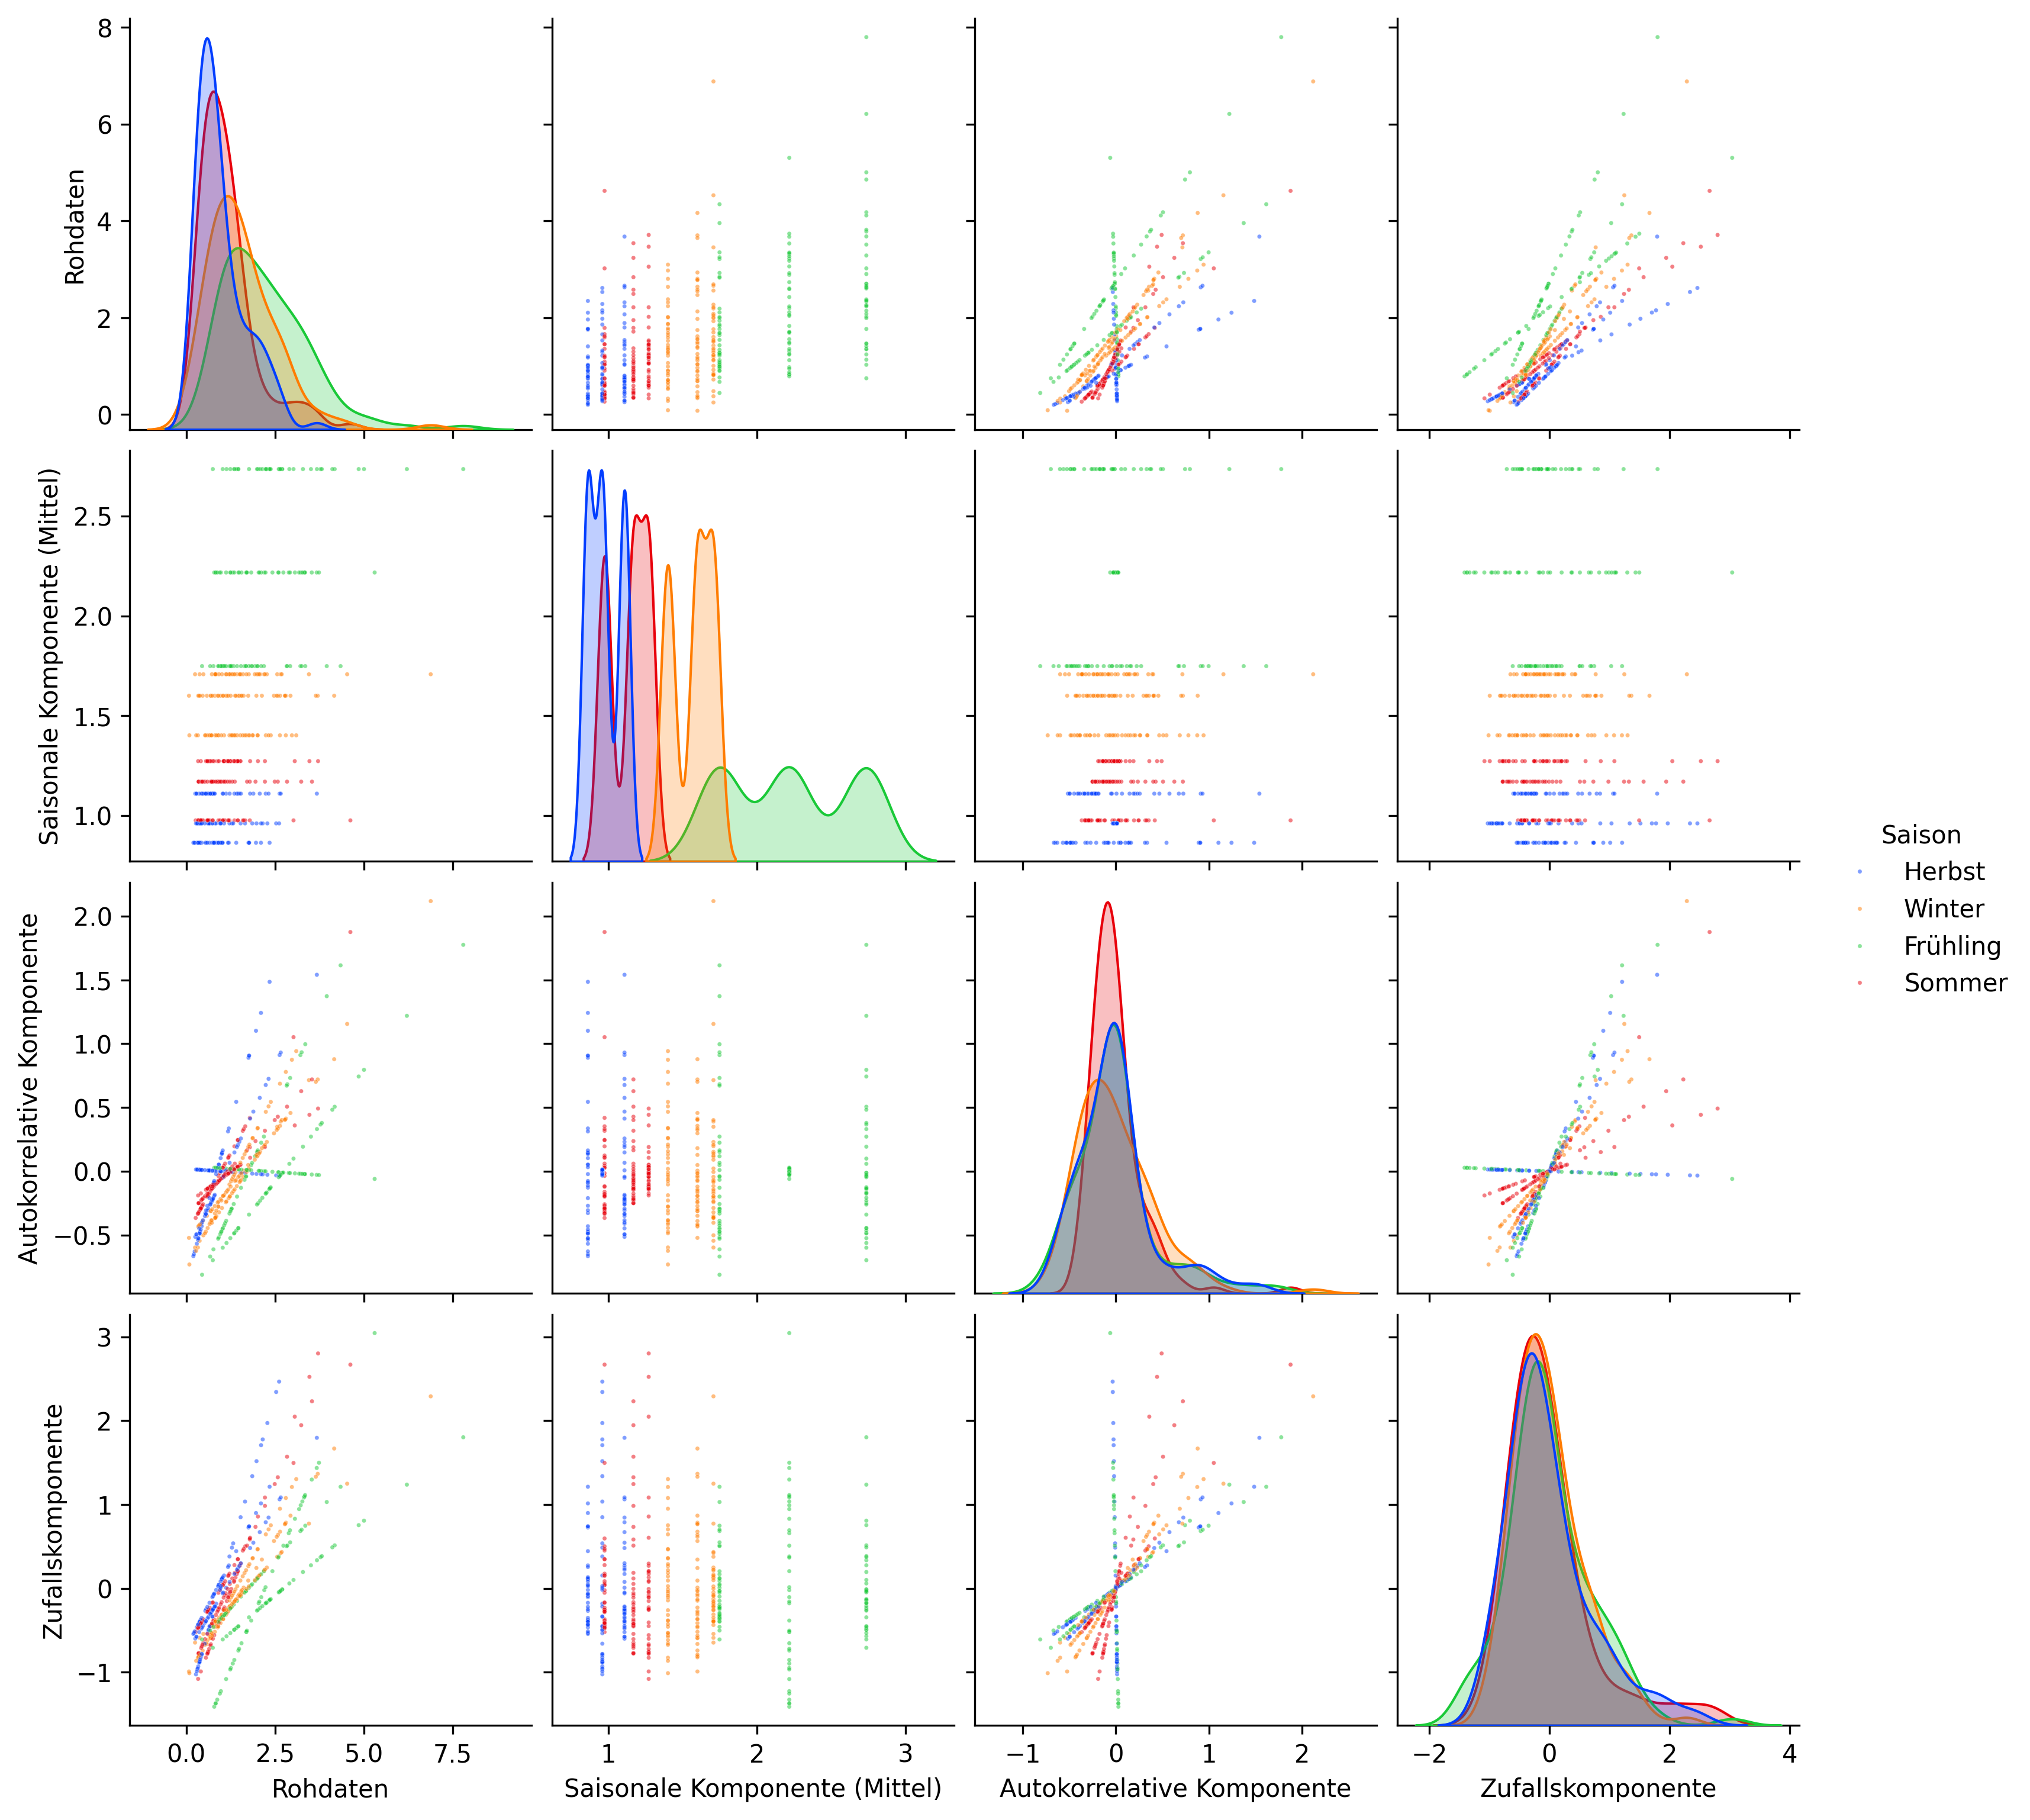 8
6
4
2
0
Rohdaten
2.5
2.0
1.5
1.0
Saisonale Komponente (Mittel)
Saison
Herbst
Winter
Frühling
Sommer
2.0
1.5
1.0
0.5
0.0
−0.5
Autokorrelative Komponente
3
2
1
0
−1
Zufallskomponente
0.0 2.5 5.0 7.5
1 2 3
−1 0 1 2
−2 0 2 4
Rohdaten
Saisonale Komponente (Mittel)
Autokorrelative Komponente
Zufallskomponente